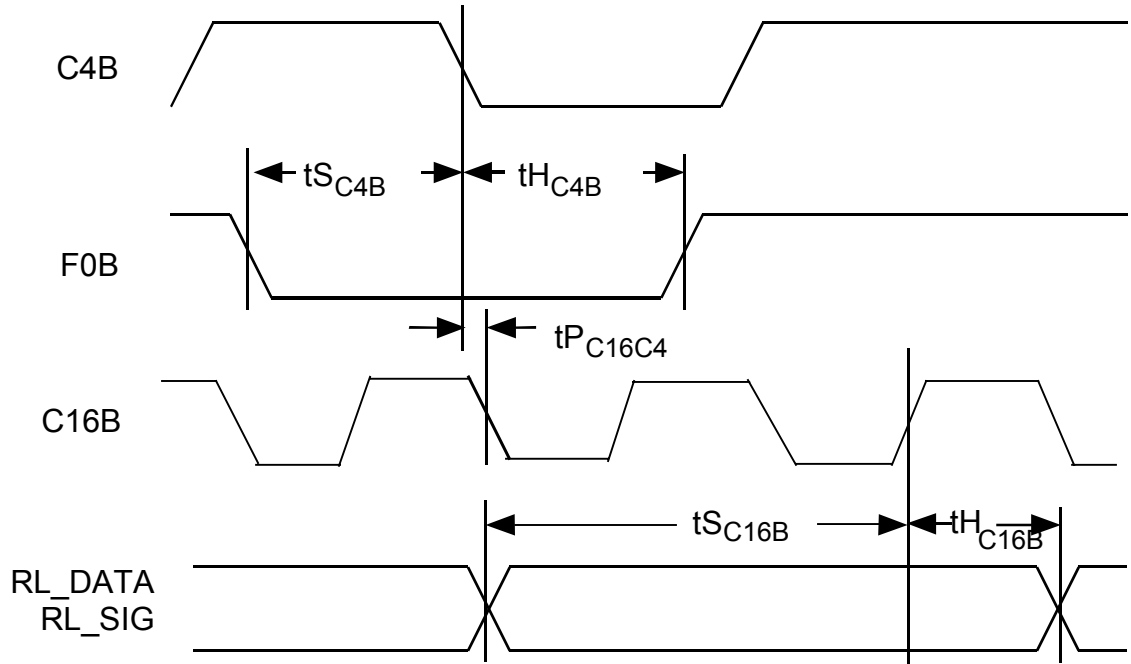 C4B
tSC4B
tHC4B
F0B
tPC16C4
C16B
tSC16B
tHC16B
RL_DATA
RL_SIG